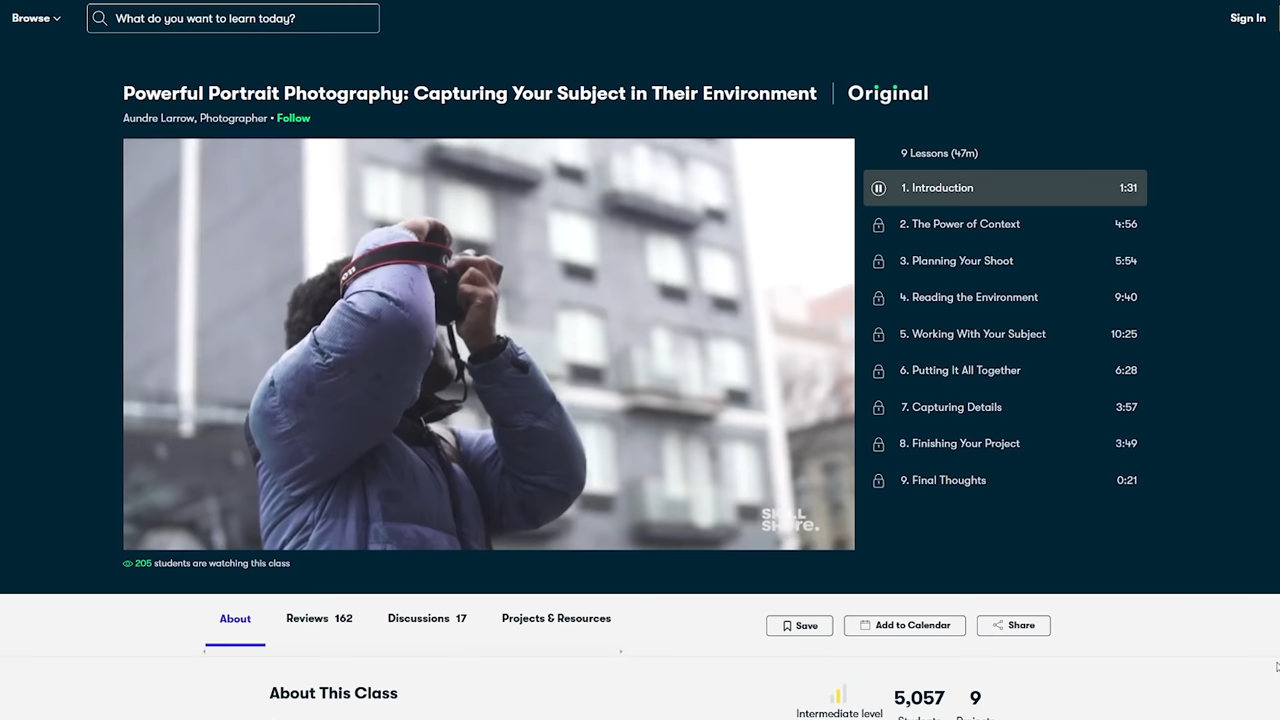 Browse
What do you want to learn today?
Sign In
Powerful Portrait Photography: Capturing Your Subject in Their Environment
Original
Aundre Larrow, Photographer • Follow
9 Lessons (47m)
1. Introduction 1:31
2. The Power of Context 4:56
3. Planning Your Shoot 5:54
4. Reading the Environment 9:40
5. Working With Your Subject 10:25
6. Putting It All Together 6:28
7. Capturing Details 3:57
8. Finishing Your Project 3:49
9. Final Thoughts 0:21
SKILL
SHare.
205 students are watching this class
About
Reviews 162
Discussions 17
Projects & Resources
Save
Add to Calendar
Share
About This Class
5,057 9
Intermediate level
Students Projects